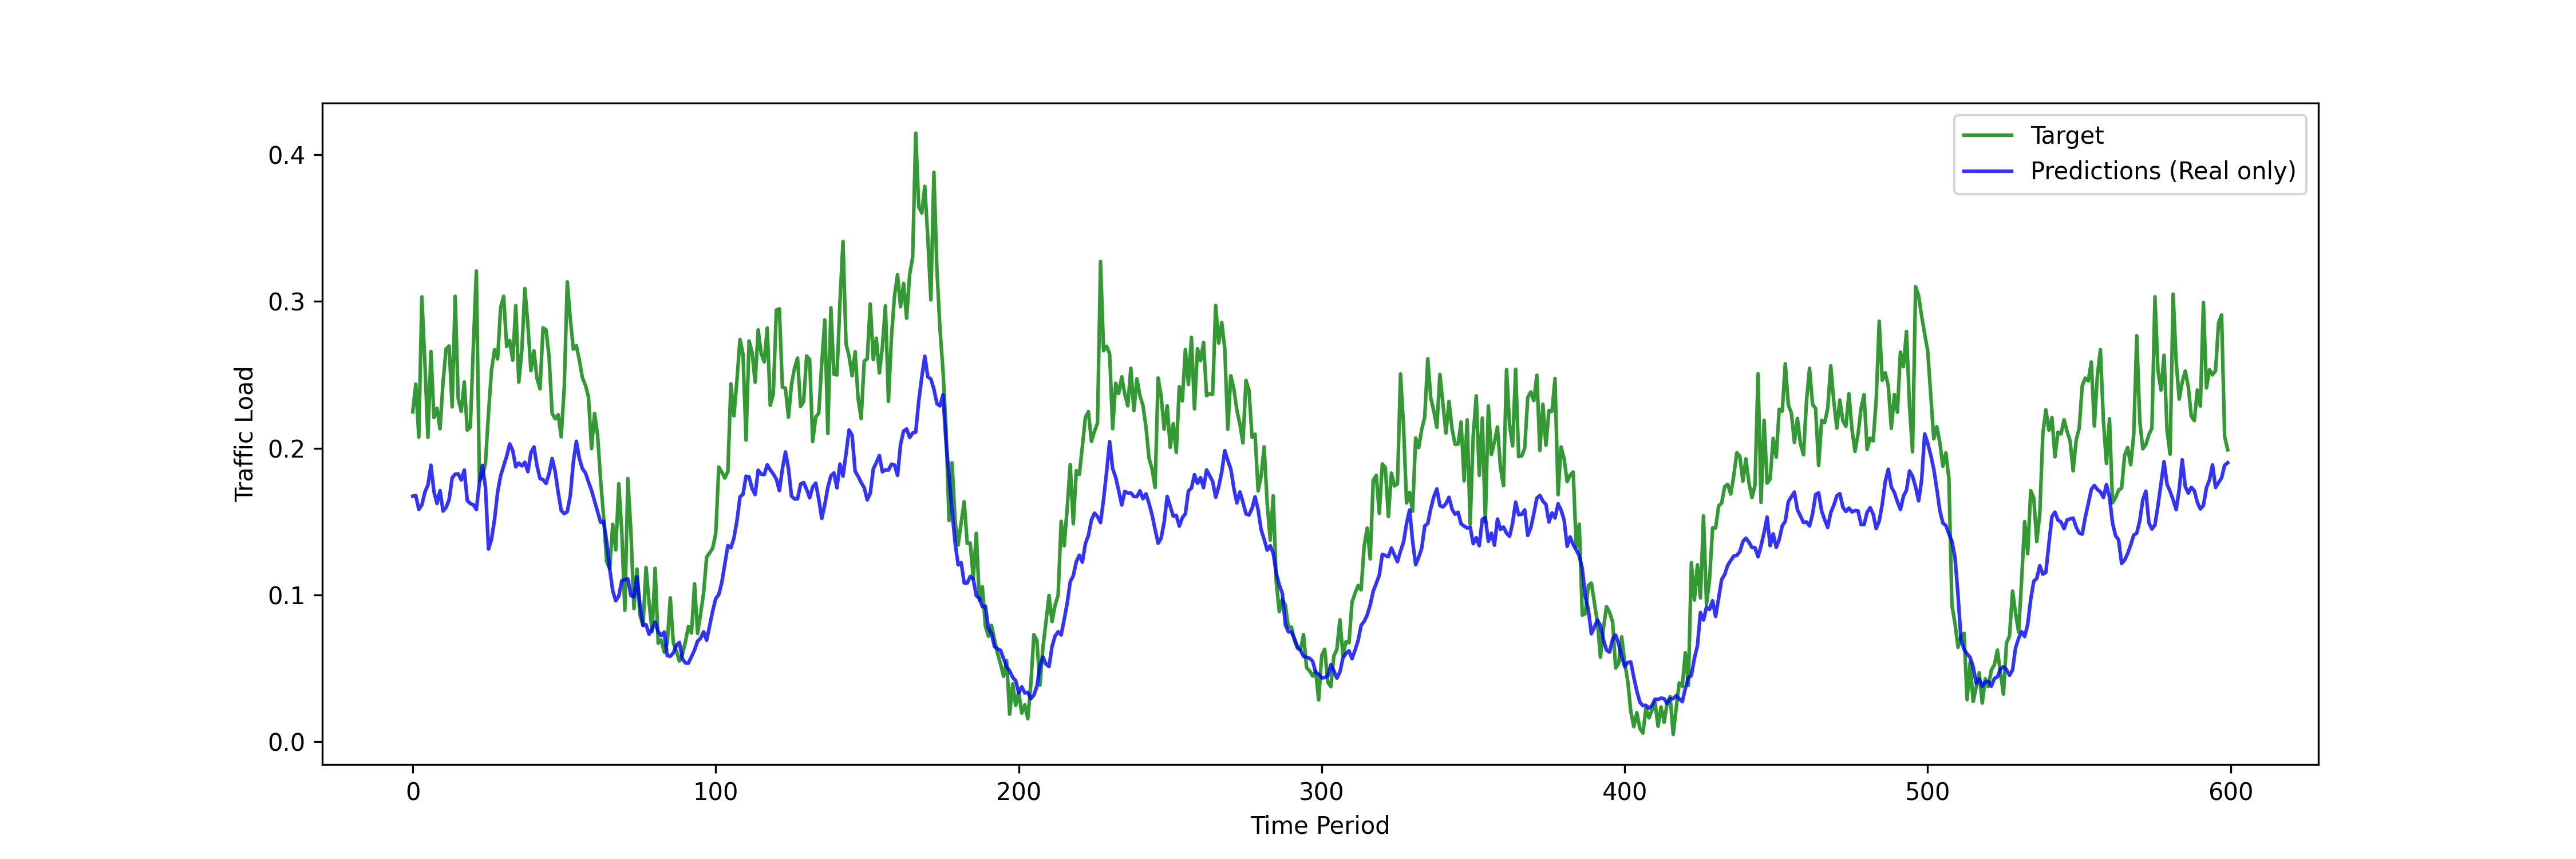 Target
Predictions (Real only)
Traffic Load
0.4
0.3
0.2
0.1
0.0
0 100 200 300 400 500 600
Time Period